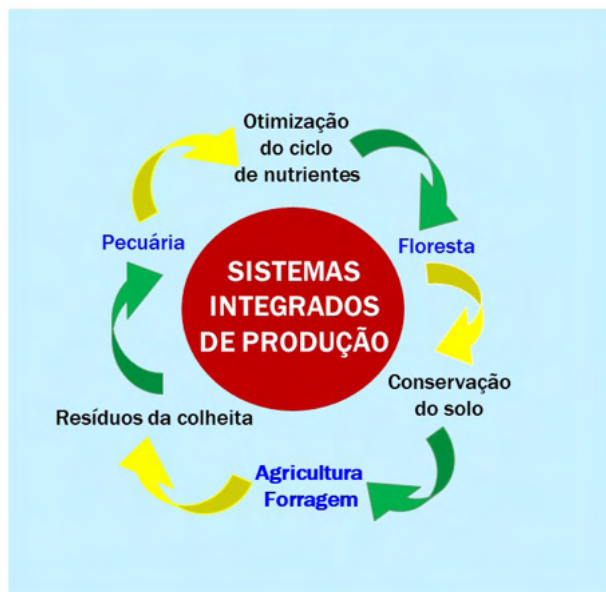 Otimização
do ciclo
de nutrientes
Pecuária
Floresta
SISTEMAS
INTEGRADOS
DE PRODUÇÃO
Conservação
do solo
Resíduos da colheita
Agricultura
Forragem